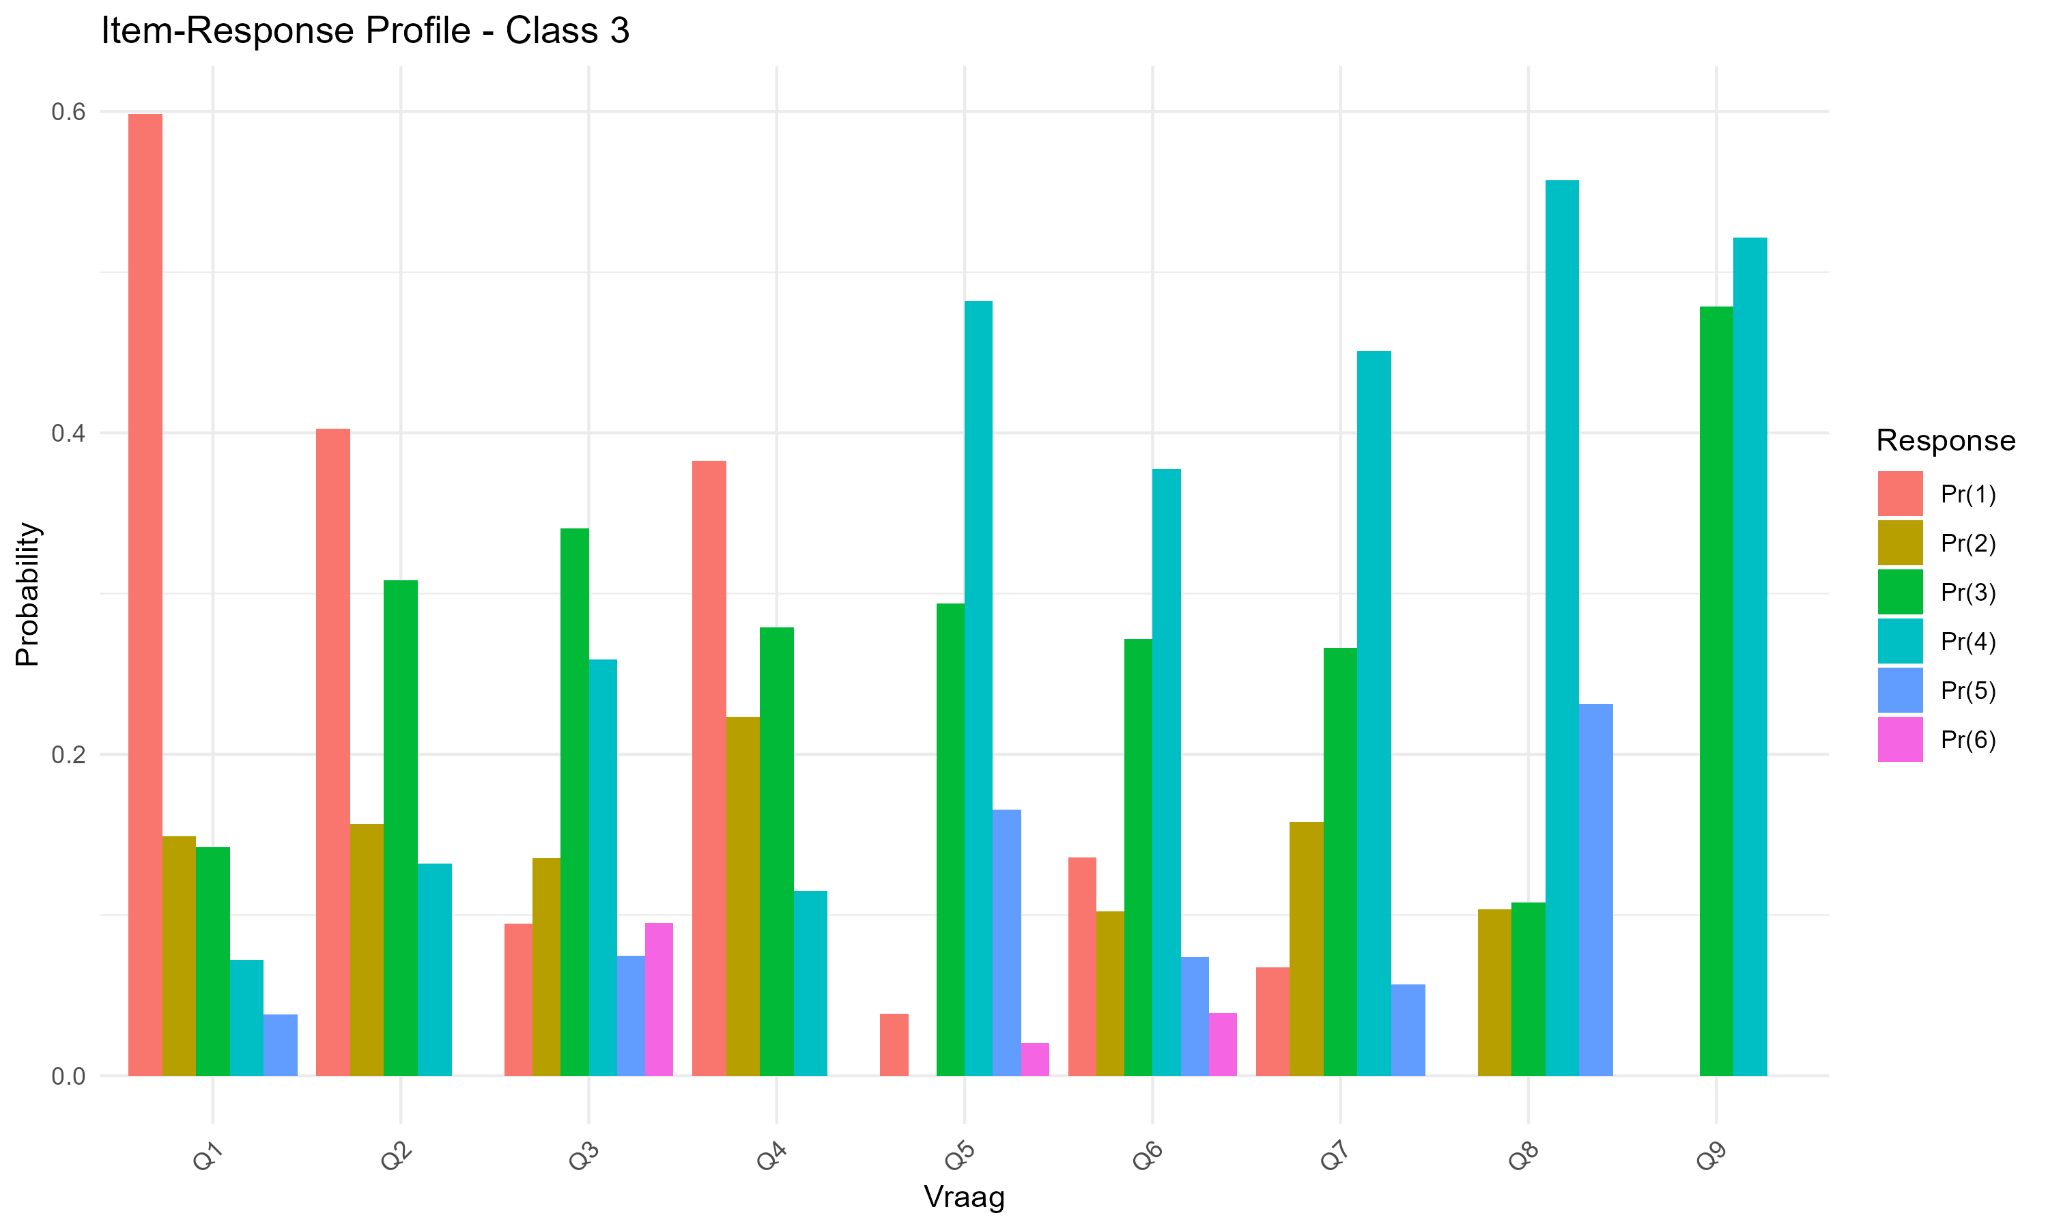 Item-Response Profile - Class 3
0.6
0.4
0.2
0.0
Probability
Q1 Q2 Q3 Q4 Q5 Q6 Q7 Q8 Q9
Vraag
Response
Pr(1)
Pr(2)
Pr(3)
Pr(4)
Pr(5)
Pr(6)